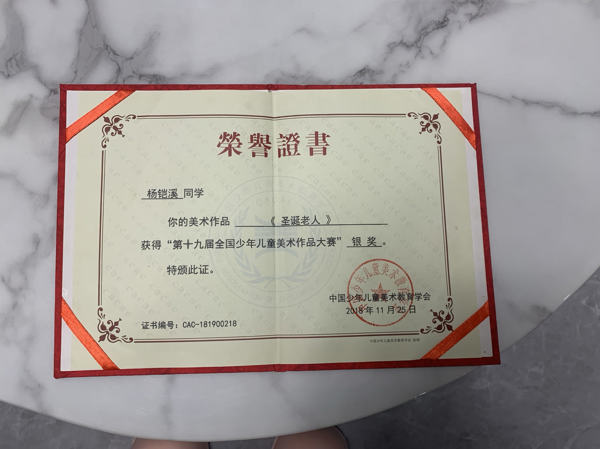 榮譽證書
杨铠溪 同学
你的美术作品 《 圣诞老人 》
获得“第十九届全国少年儿童美术作品大赛” 银 奖 。
特颁此证。
中国少年儿童美术教育学会
2018 年 11 月 25 日
证书编号：CAC-181900218